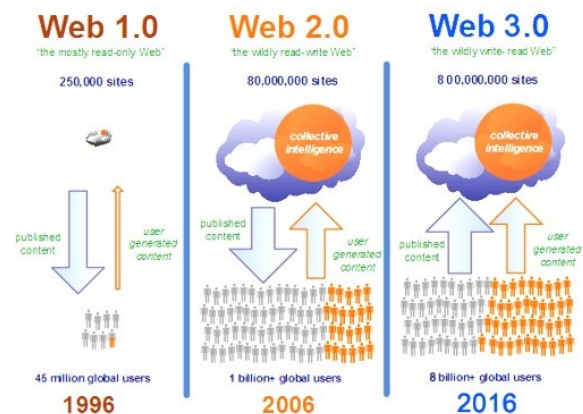 Web 1.0
"the mostly read-only Web"
250,000 sites
published
content
user
generated
content
45 million global users
1996
Web 2.0
"the wildly read-write Web"
80,000,000 sites
collective
intelligence
published
content
user
generated
content
1 billion+ global users
2006
Web 3.0
"the wildly write- read Web"
800,000,000 sites
collective
intelligence
published
content
user
generated
content
8 billion+ global users
2016